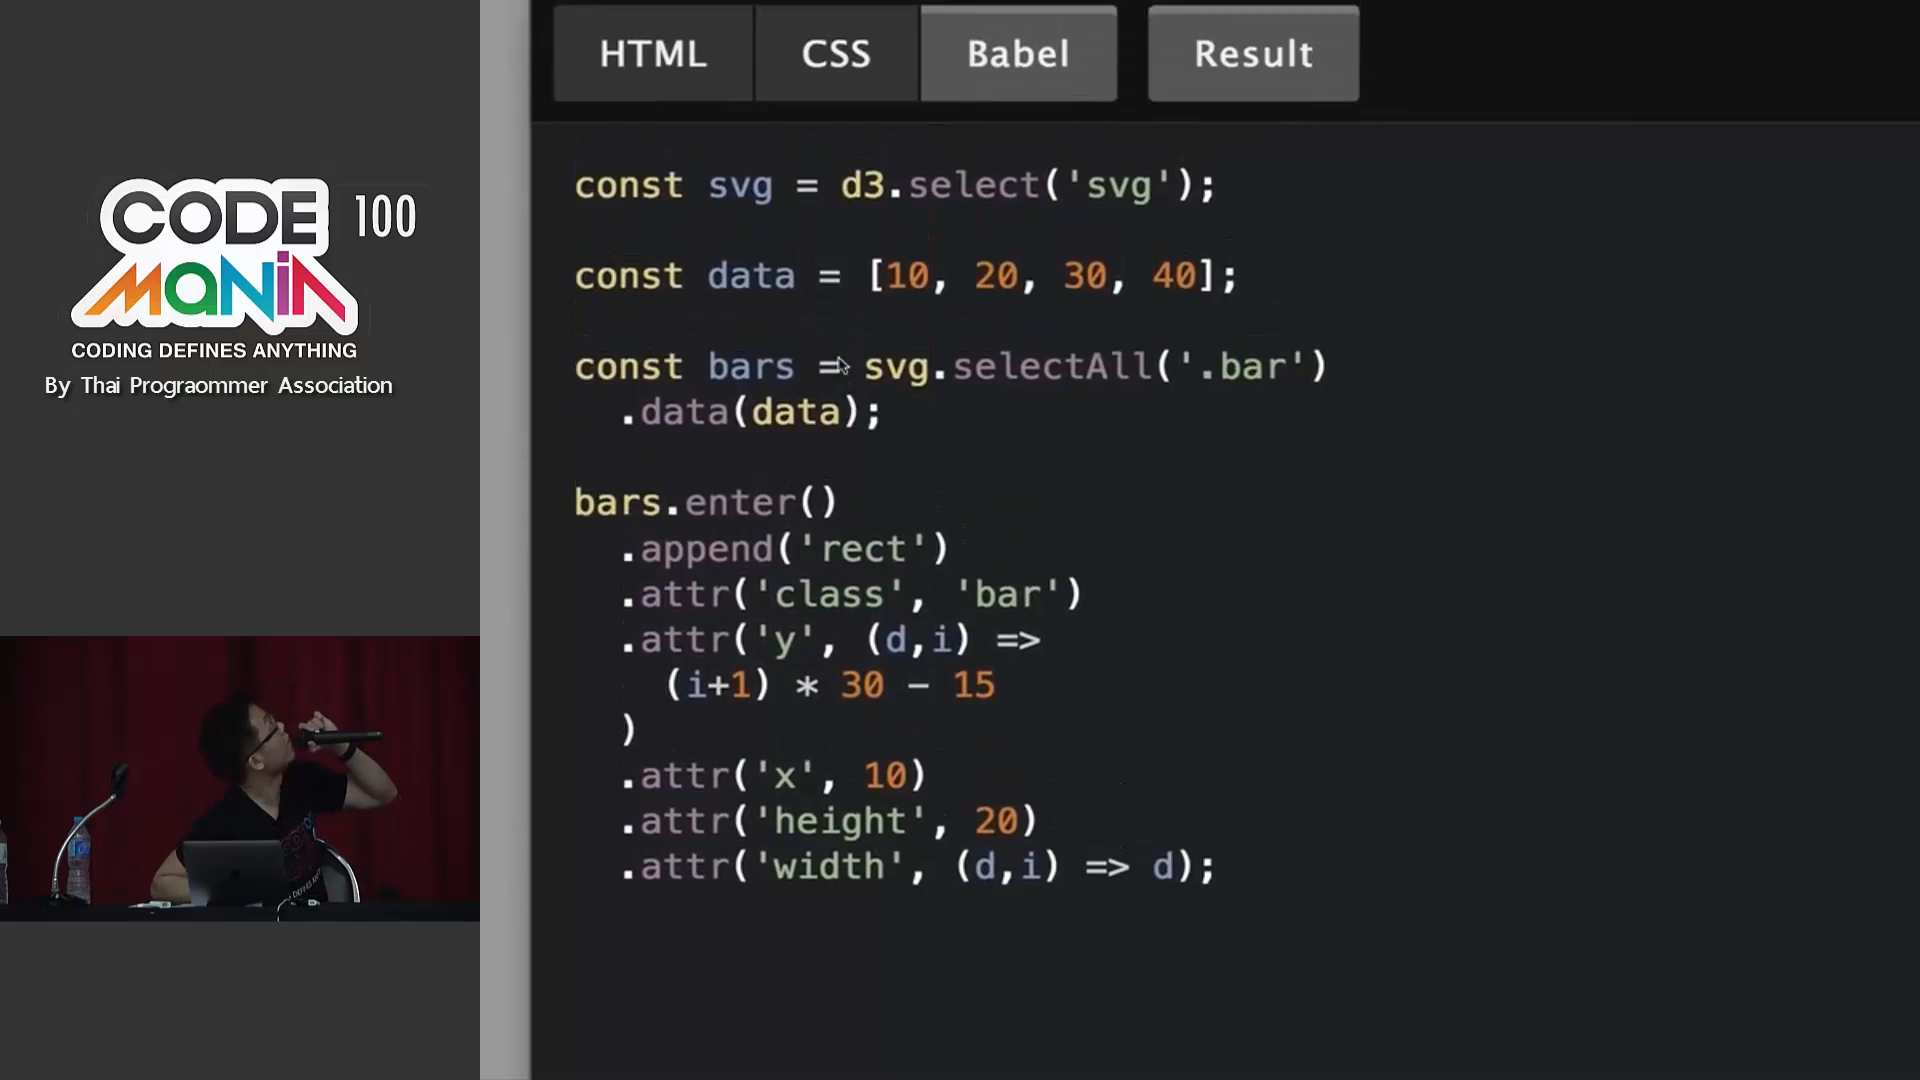 CODE 100
MANIA
CODING DEFINES ANYTHING
By Thai Prograommer Association
HTML CSS Babel Result
const svg = d3.select('svg');
const data = [10, 20, 30, 40];
const bars = svg.selectAll('.bar')
.data(data);
bars.enter()
.append('rect')
.attr('class', 'bar')
.attr('y', (d,i) =>
(i+1) * 30 - 15
)
.attr('x', 10)
.attr('height', 20)
.attr('width', (d,i) => d);